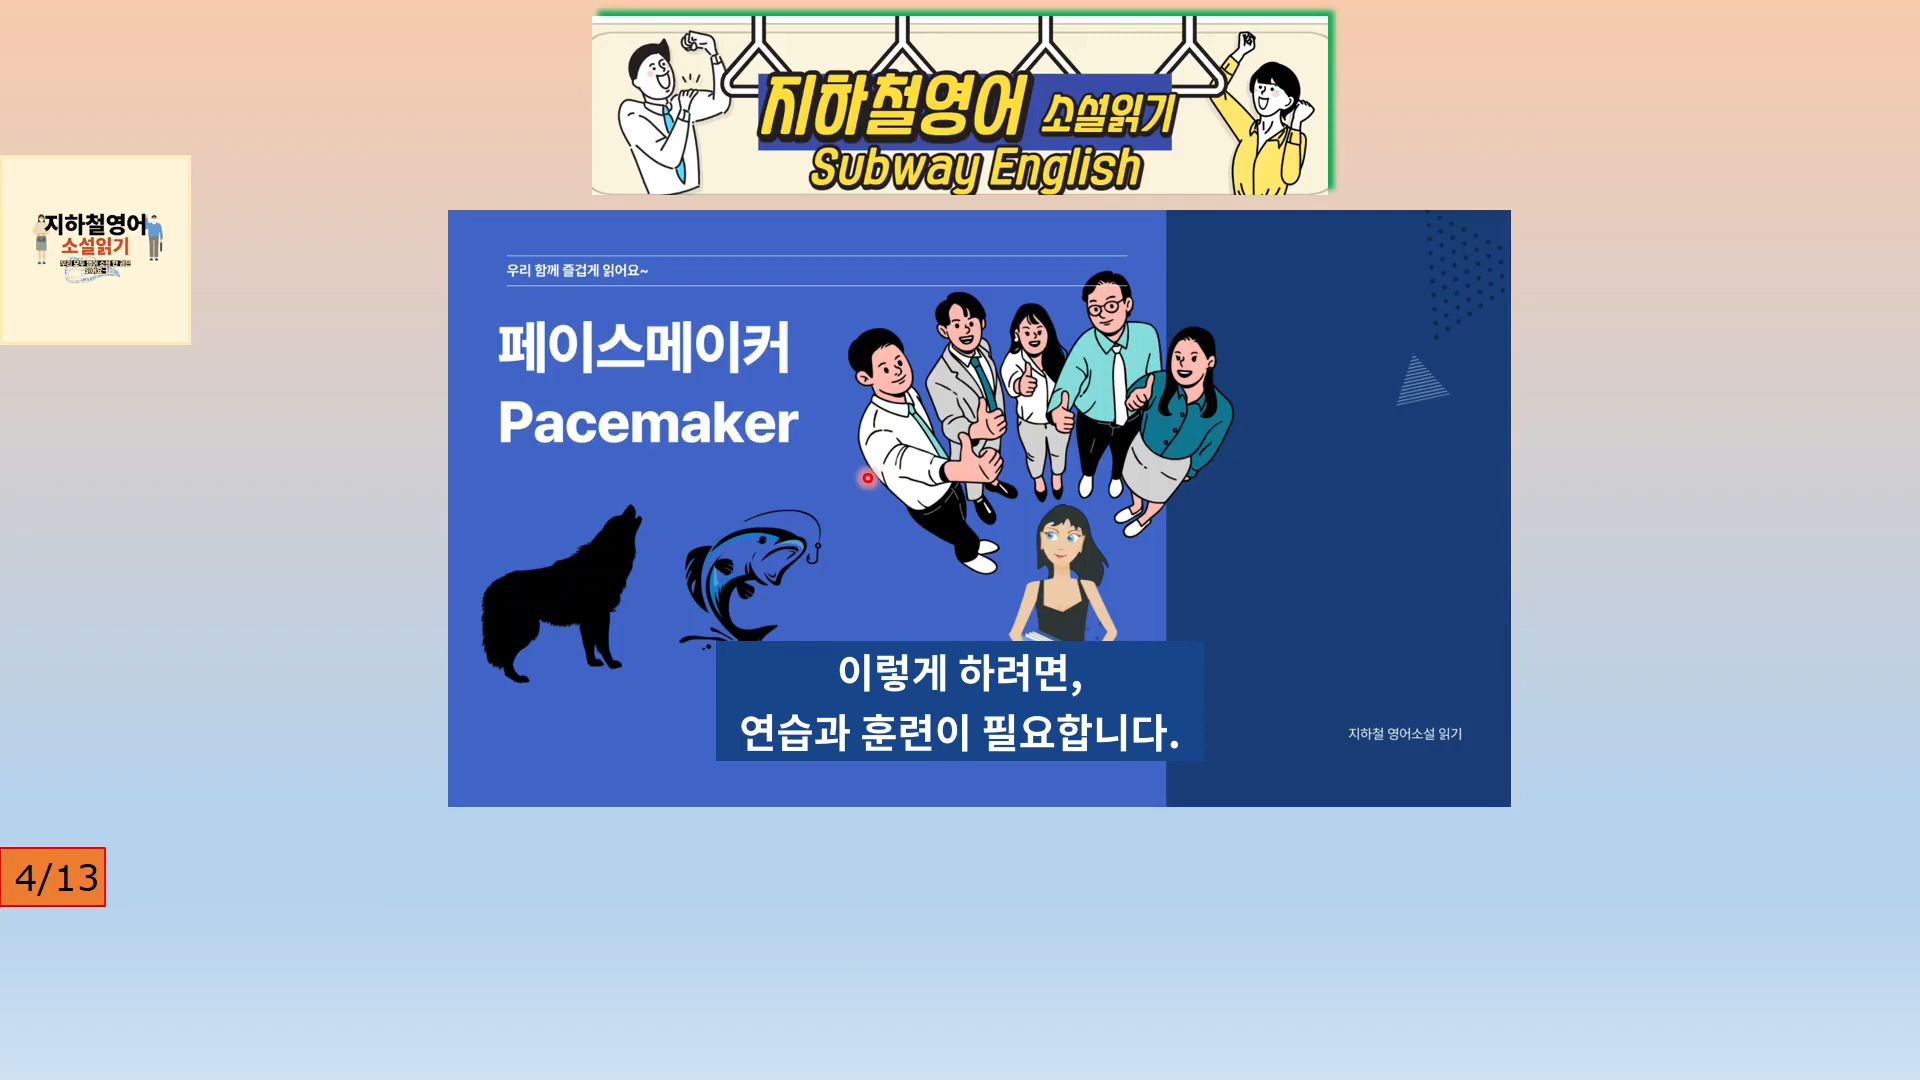 지하철영어 소설읽기
Subway English
지하철영어
소설읽기
우리 함께 즐겁게 읽어요~
페이스메이커
Pacemaker
이렇게 하려면,
연습과 훈련이 필요합니다.
지하철 영어소설 읽기
4/13